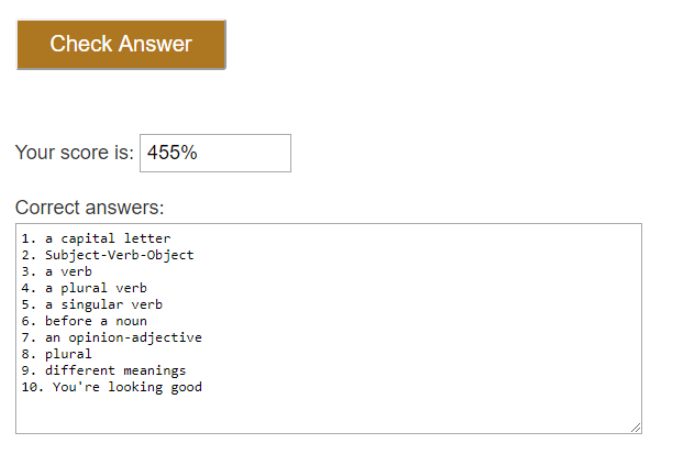 Check Answer
Your score is: 455%
Correct answers:
1. a capital letter
2. Subject-Verb-Object
3. a verb
4. a plural verb
5. a singular verb
6. before a noun
7. an opinion-adjective
8. plural
9. different meanings
10. You're looking good